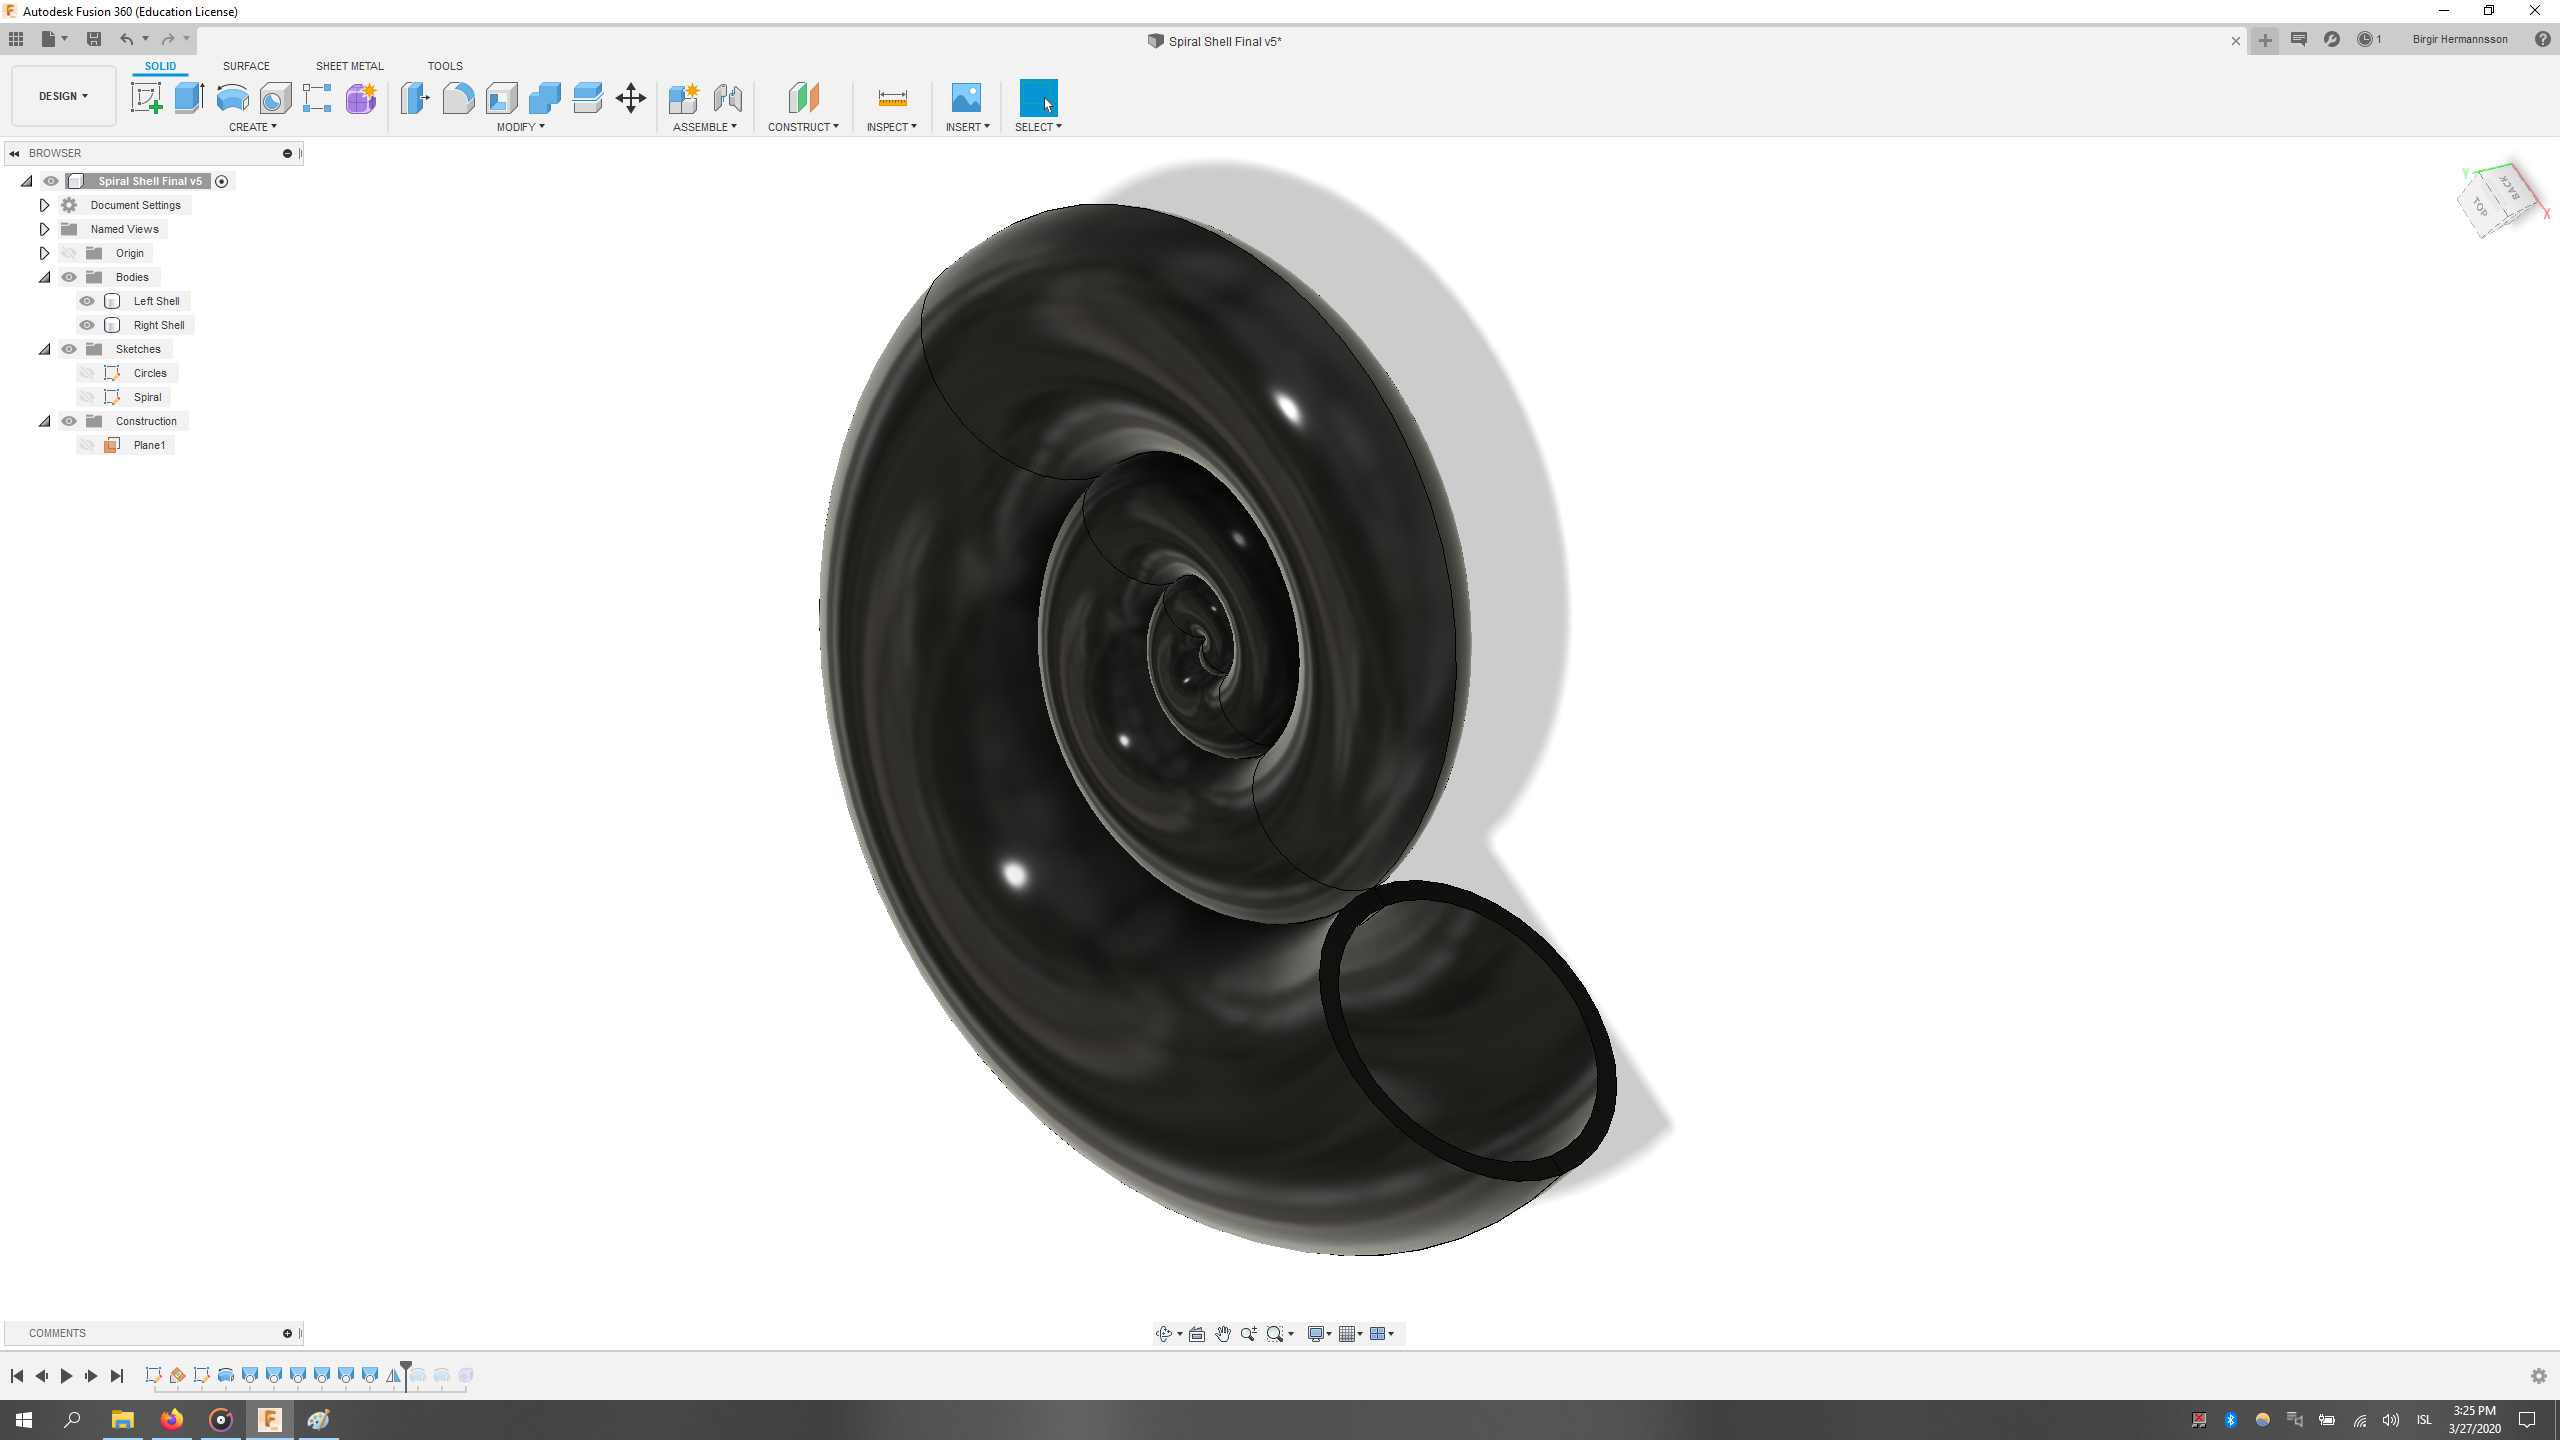 Autodesk Fusion 360 (Education License)
Spiral Shell Final v5*
1
Birgir Hermannsson
DESIGN
SOLID SURFACE SHEET METAL TOOLS
CREATE MODIFY ASSEMBLE CONSTRUCT INSPECT INSERT SELECT
BROWSER
Spiral Shell Final v5
Document Settings
Named Views
Origin
Bodies
Left Shell
Right Shell
Sketches
Circles
Spiral
Construction
Plane1
Y
BACK
TOP
X
COMMENTS
ISL
3:25 PM
3/27/2020